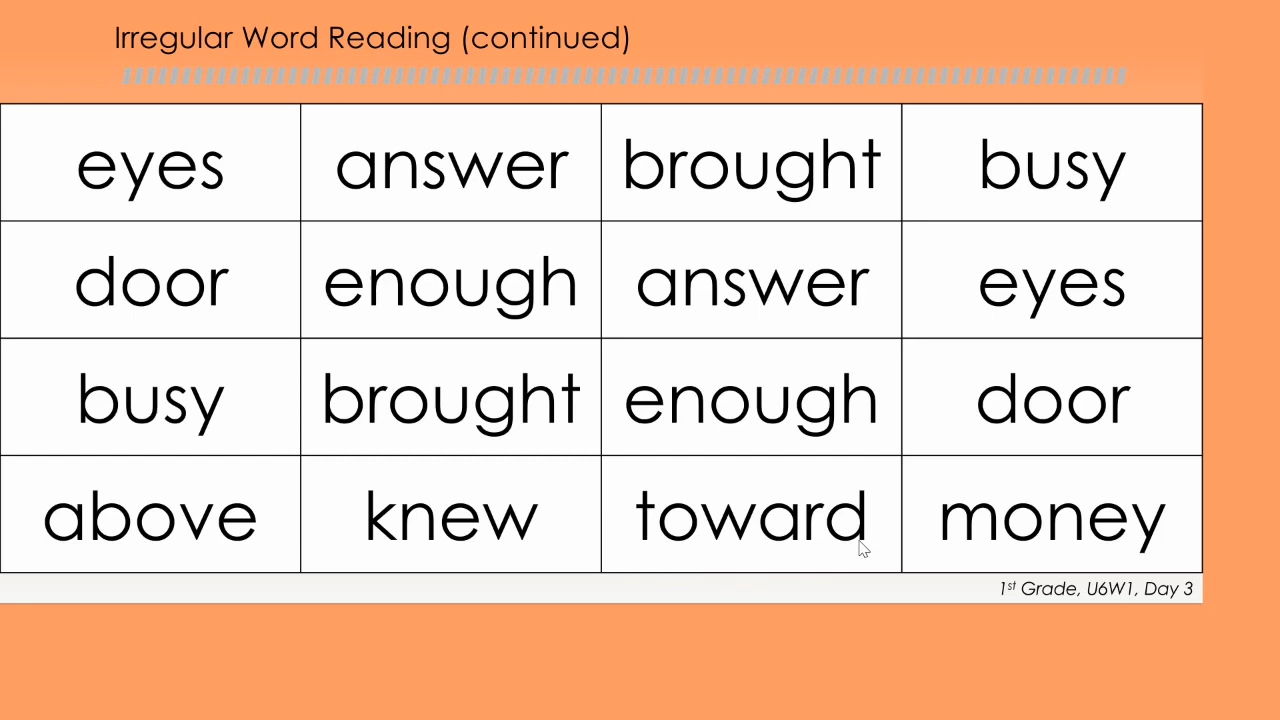 Irregular Word Reading (continued)
eyes answer brought busy
door enough answer eyes
busy brought enough door
above knew toward money
1st Grade, U6W1, Day 3